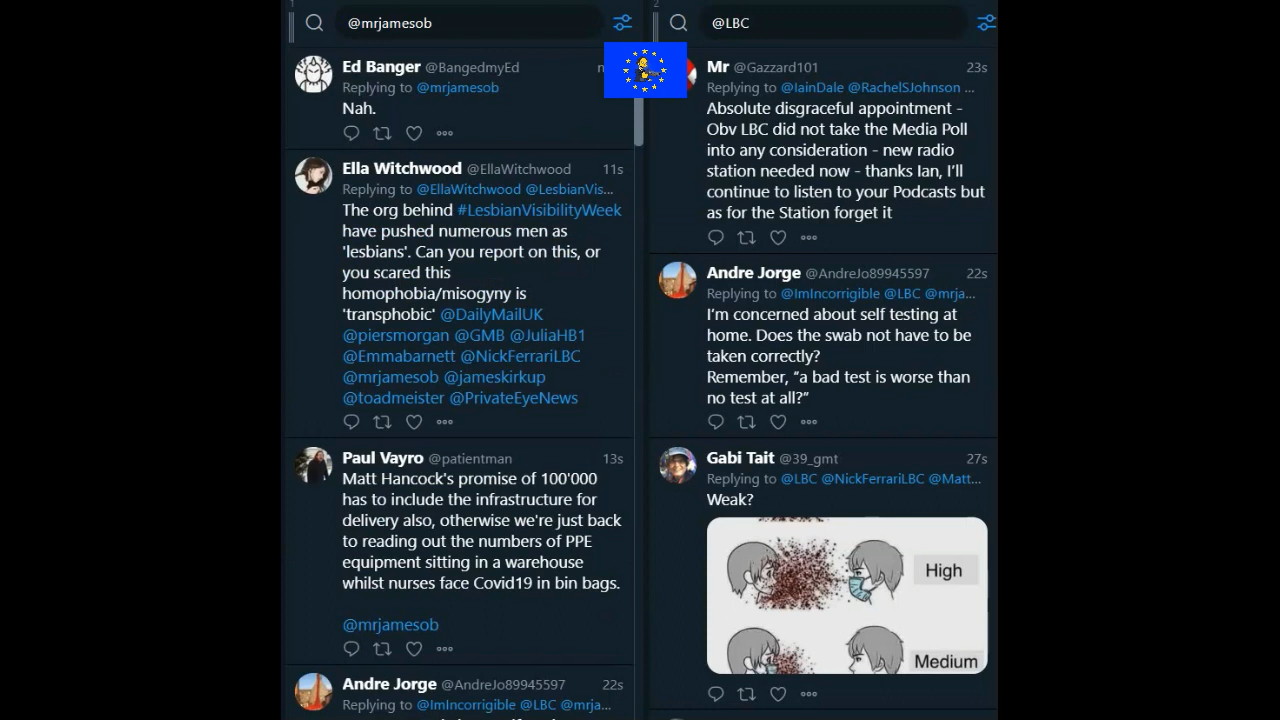 1
@mrjamesob
Ed Banger @BangedmyEd
Replying to @mrjamesob
Nah.
Ella Witchwood @EllaWitchwood 11s
Replying to @EllaWitchwood @LesbianVis...
The org behind #LesbianVisibilityWeek
have pushed numerous men as
'lesbians'. Can you report on this, or
you scared this
homophobia/misogyny is
'transphobic' @DailyMailUK
@piersmorgan @GMB @JuliaHB1
@Emmabarnett @NickFerrariLBC
@mrjamesob @jameskirkup
@toadmeister @PrivateEyeNews
Paul Vayro @patientman 13s
Matt Hancock's promise of 100'000
has to include the infrastructure for
delivery also, otherwise we're just back
to reading out the numbers of PPE
equipment sitting in a warehouse
whilst nurses face Covid19 in bin bags.
@mrjamesob
Andre Jorge @AndreJo89945597 22s
Replying to @ImIncorrigible @LBC @mrja...
2
@LBC
Mr @Gazzard101 23s
Replying to @IainDale @RachelSJohnson ...
Absolute disgraceful appointment -
Obv LBC did not take the Media Poll
into any consideration - new radio
station needed now - thanks Ian, I'll
continue to listen to your Podcasts but
as for the Station forget it
Andre Jorge @AndreJo89945597 22s
Replying to @ImIncorrigible @LBC @mrja...
I'm concerned about self testing at
home. Does the swab not have to be
taken correctly?
Remember, "a bad test is worse than
no test at all?"
Gabi Tait @39_gmt 27s
Replying to @LBC @NickFerrariLBC @Matt...
Weak?
High
Medium